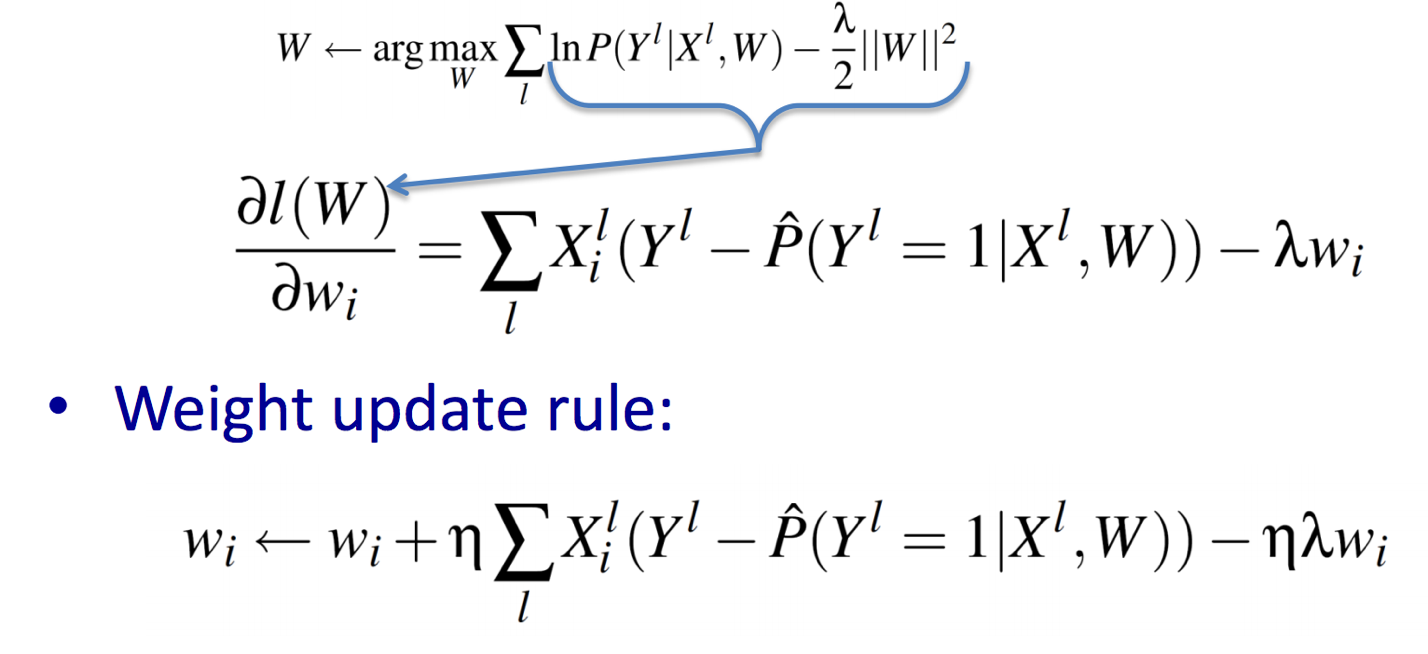 W ← arg max_W ∑_l ln P(Y^l|X^l, W) − λ/2 ||W||^2
∂l(W)/∂w_i = ∑_l X_i^l (Y^l − P̂(Y^l = 1|X^l, W)) − λw_i
• Weight update rule:
w_i ← w_i + η ∑_l X_i^l (Y^l − P̂(Y^l = 1|X^l, W)) − ηλw_i